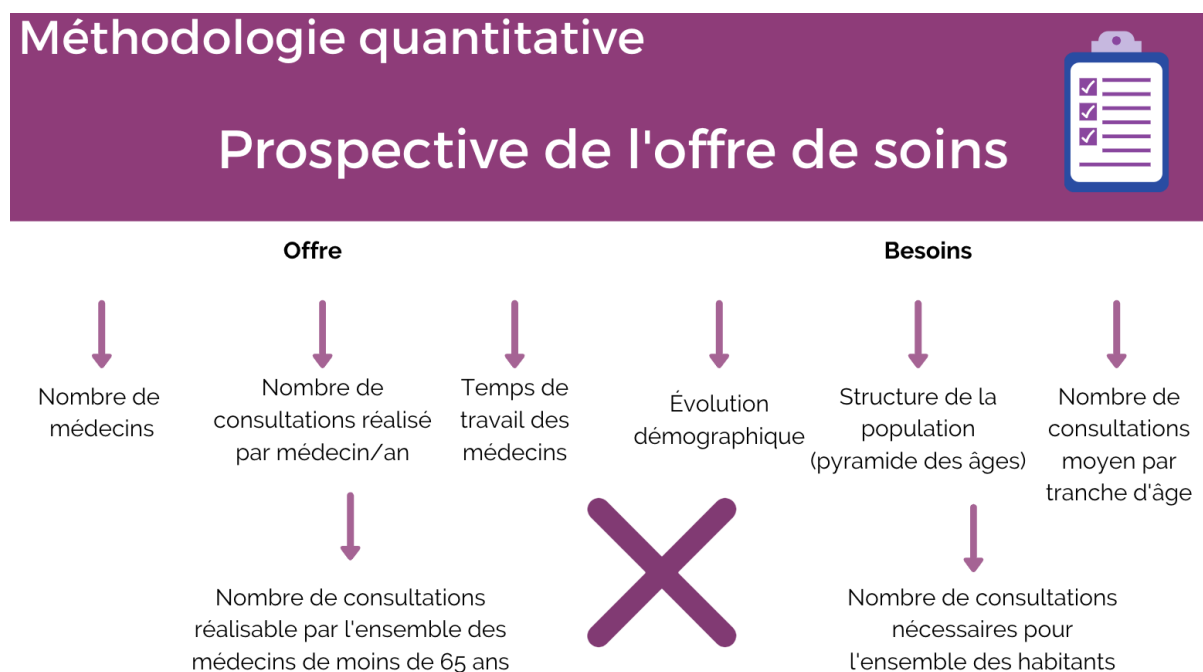 Méthodologie quantitative
Prospective de l'offre de soins
Offre
Nombre de
médecins
Nombre de
consultations réalisé
par médecin/an
Temps de
travail des
médecins
Nombre de consultations
réalisable par l'ensemble des
médecins de moins de 65 ans
Besoins
Évolution
démographique
Structure de la
population
(pyramide des âges)
Nombre de
consultations
moyen par
tranche d'âge
Nombre de consultations
nécessaires pour
l'ensemble des habitants